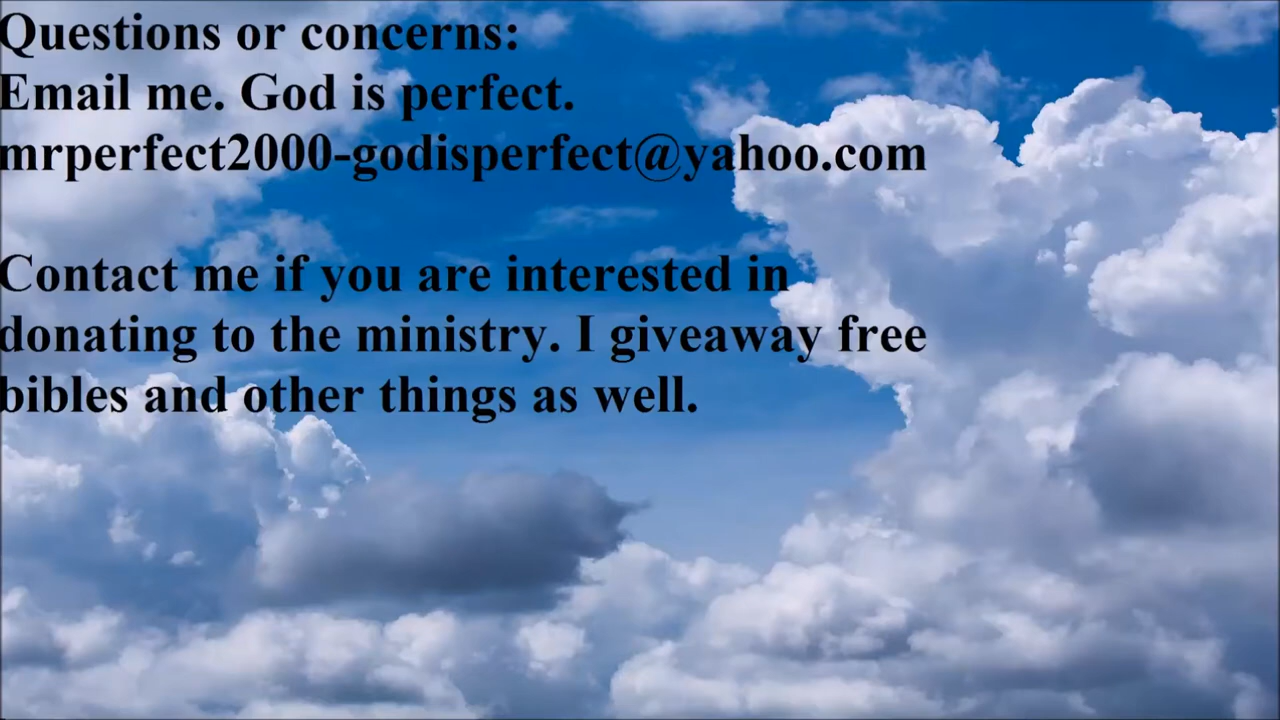 Questions or concerns:
Email me. God is perfect.
mrperfect2000-godisperfect@yahoo.com
Contact me if you are interested in
donating to the ministry. I giveaway free
bibles and other things as well.